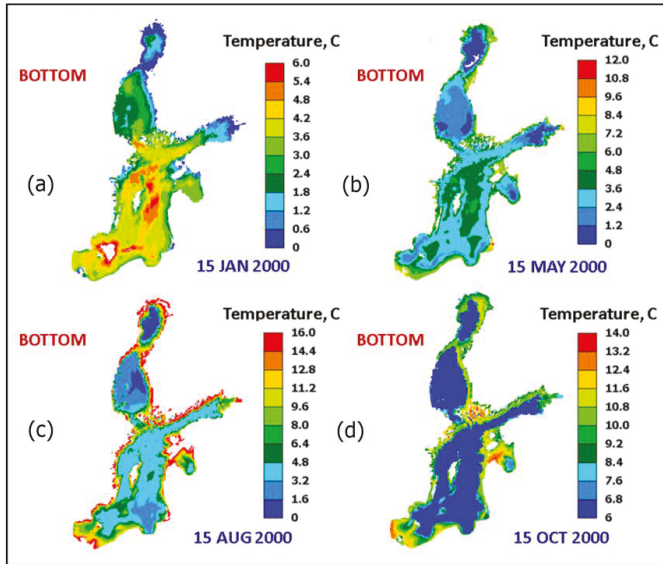 Temperature, C
BOTTOM
6.0
5.4
4.8
4.2
3.6
3.0
2.4
1.8
1.2
0.6
0
(a)
15 JAN 2000
Temperature, C
BOTTOM
12.0
10.8
9.6
8.4
7.2
6.0
4.8
3.6
2.4
1.2
0
(b)
15 MAY 2000
Temperature, C
BOTTOM
16.0
14.4
12.8
11.2
9.6
8.0
6.4
4.8
3.2
1.6
0
(c)
15 AUG 2000
Temperature, C
BOTTOM
14.0
13.2
12.4
11.6
10.8
10.0
9.2
8.4
7.6
6.8
6
(d)
15 OCT 2000